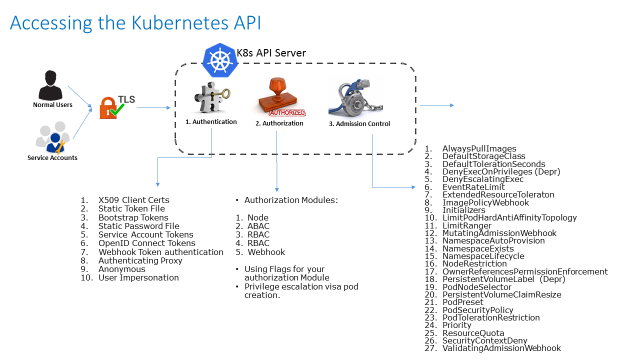 Accessing the Kubernetes API
K8s API Server
Normal Users
TLS
Service Accounts
1. Authentication
AUTHORIZED
2. Authorization
3. Admission Control
1. X509 Client Certs
2. Static Token File
3. Bootstrap Tokens
4. Static Password File
5. Service Account Tokens
6. OpenID Connect Tokens
7. Webhook Token authentication
8. Authenticating Proxy
9. Anonymous
10. User Impersonation
• Authorization Modules:
1. Node
2. ABAC
3. RBAC
4. RBAC
5. Webhook
• Using Flags for your
authorization Module
• Privilege escalation visa pod
creation.
1. AlwaysPullImages
2. DefaultStorageClass
3. DefaultTolerationSeconds
4. DenyExecOnPrivileges (Depr)
5. DenyEscalatingExec
6. EventRateLimit
7. ExtendedResourceToleraton
8. ImagePolicyWebhook
9. Initializers
10. LimitPodHardAntiAffinityTopology
11. LimitRanger
12. MutatingAdmissionWebhook
13. NamespaceAutoProvision
14. NamespaceExists
15. NamespaceLifecycle
16. NodeRestriction
17. OwnerReferencesPermissionEnforcement
18. PersistentVolumeLabel (Depr)
19. PodNodeSelector
20. PersistentVolumeClaimResize
21. PodPreset
22. PodSecurityPolicy
23. PodTolerationRestriction
24. Priority
25. ResourceQuota
26. SecurityContextDeny
27. ValidatingAdmissionWebhook